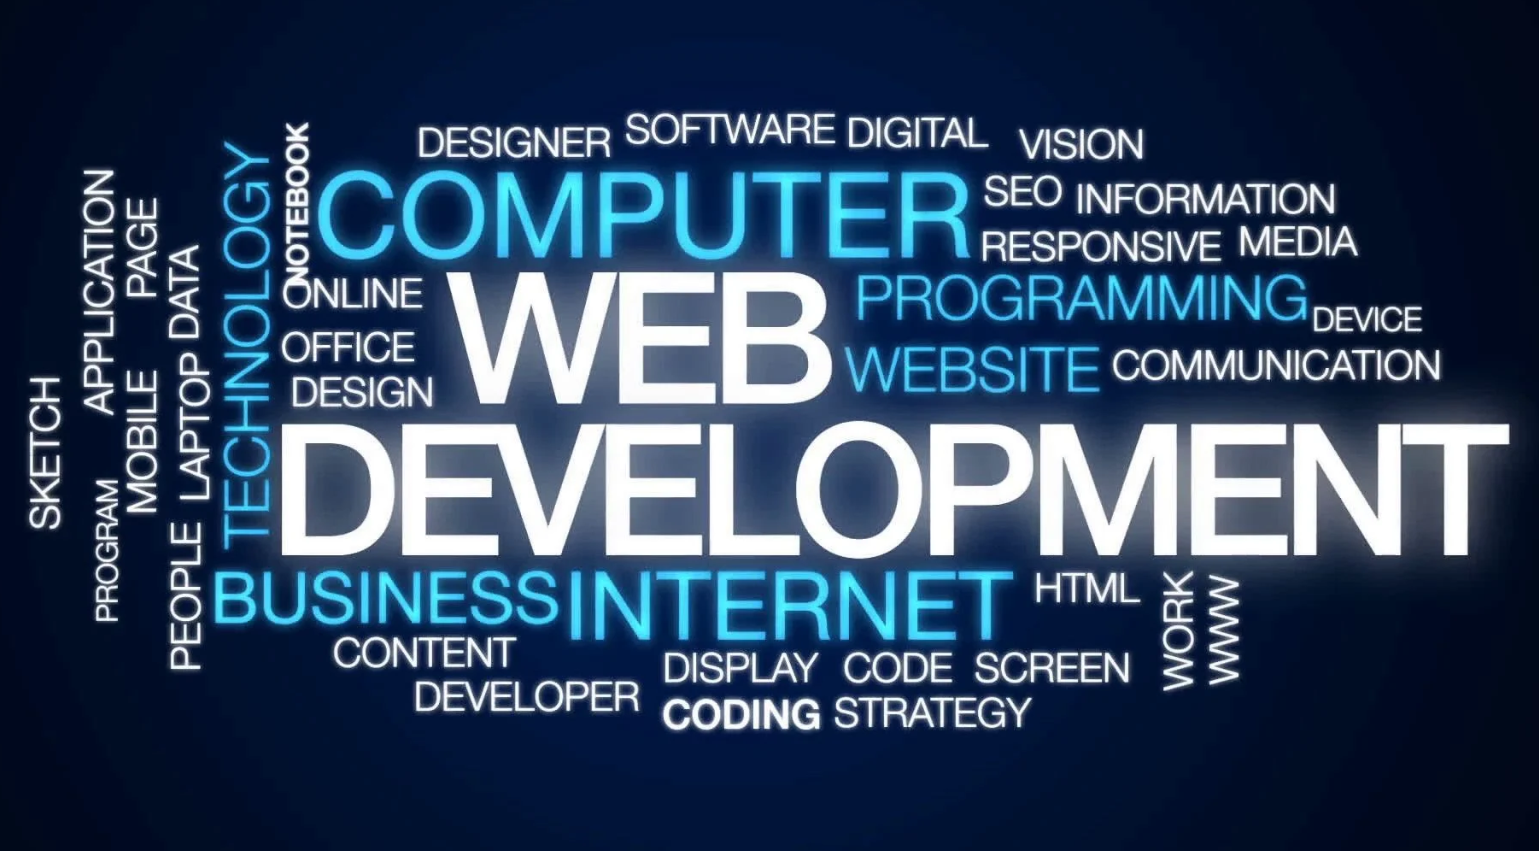 DESIGNER SOFTWARE DIGITAL VISION
COMPUTER
SEO INFORMATION
RESPONSIVE MEDIA
NOTEBOOK
TECHNOLOGY
APPLICATION
PAGE
DATA
ONLINE
WEB
PROGRAMMING
DEVICE
OFFICE
WEBSITE
COMMUNICATION
DESIGN
SKETCH
MOBILE
LAPTOP
DEVELOPMENT
PROGRAM
PEOPLE
BUSINESS INTERNET
HTML
WORK
WWW
CONTENT
DISPLAY CODE SCREEN
DEVELOPER
CODING STRATEGY